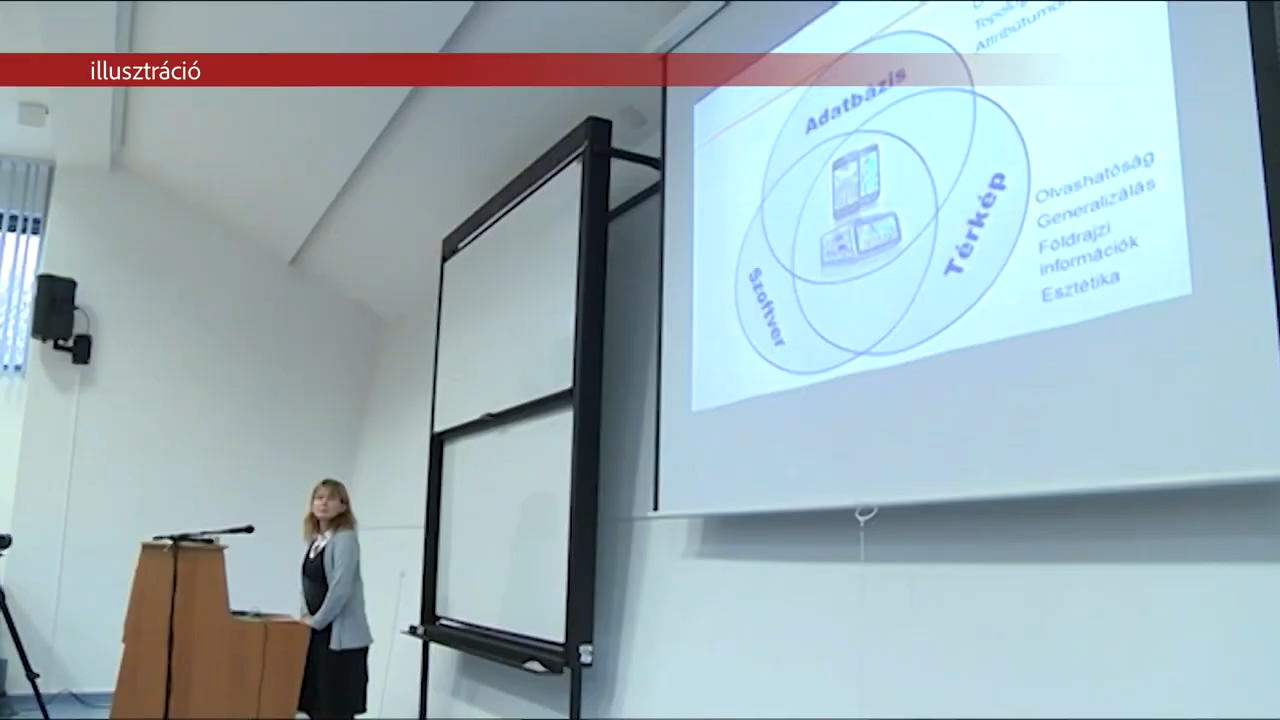 illusztráció
Adatbázis
Térkép
Szoftver
Olvashatóság
Generalizálás
Földrajzi
információk
Esztétika